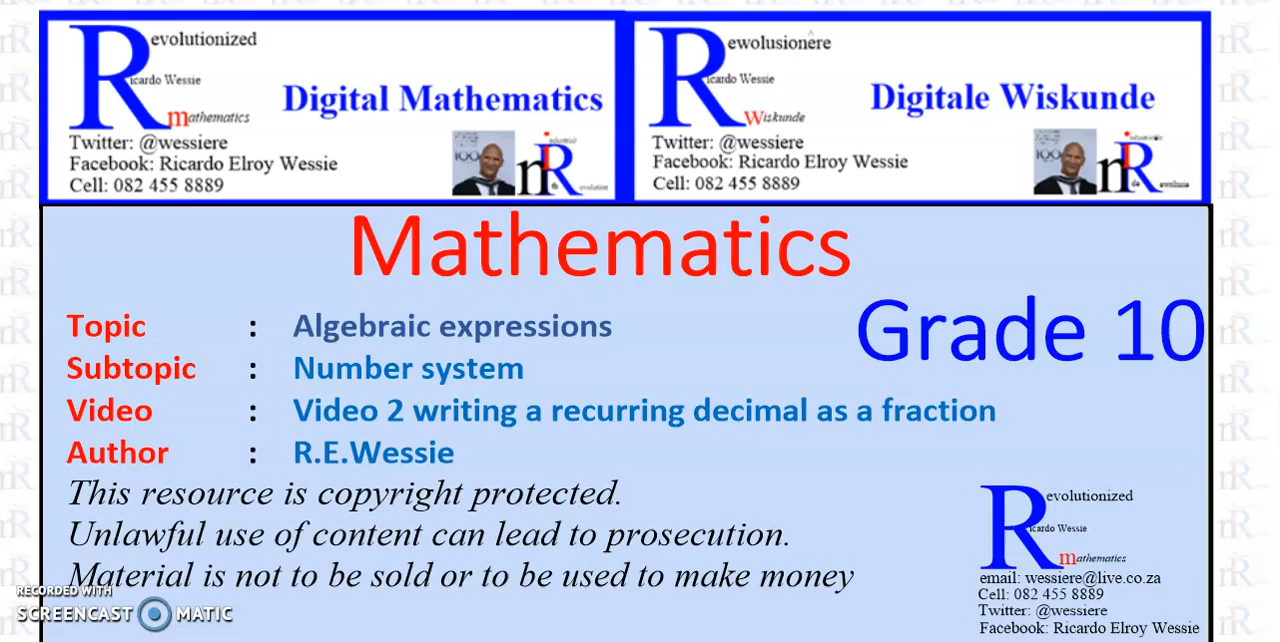 Revolutionized
Ricardo Wessie
mathematics
Digital Mathematics
Twitter: @wessiere
Facebook: Ricardo Elroy Wessie
Cell: 082 455 8889
Rewolusionêre
Ricardo Wessie
Wiskunde
Digitale Wiskunde
Twitter: @wessiere
Facebook: Ricardo Elroy Wessie
Cell: 082 455 8889
Mathematics
Grade 10
Topic : Algebraic expressions
Subtopic : Number system
Video : Video 2 writing a recurring decimal as a fraction
Author : R.E.Wessie
This resource is copyright protected.
Unlawful use of content can lead to prosecution.
Material is not to be sold or to be used to make money
Revolutionized
Ricardo Wessie
mathematics
email: wessiere@live.co.za
Cell: 082 455 8889
Twitter: @wessiere
Facebook: Ricardo Elroy Wessie
RECORDED WITH
SCREENCAST MATIC